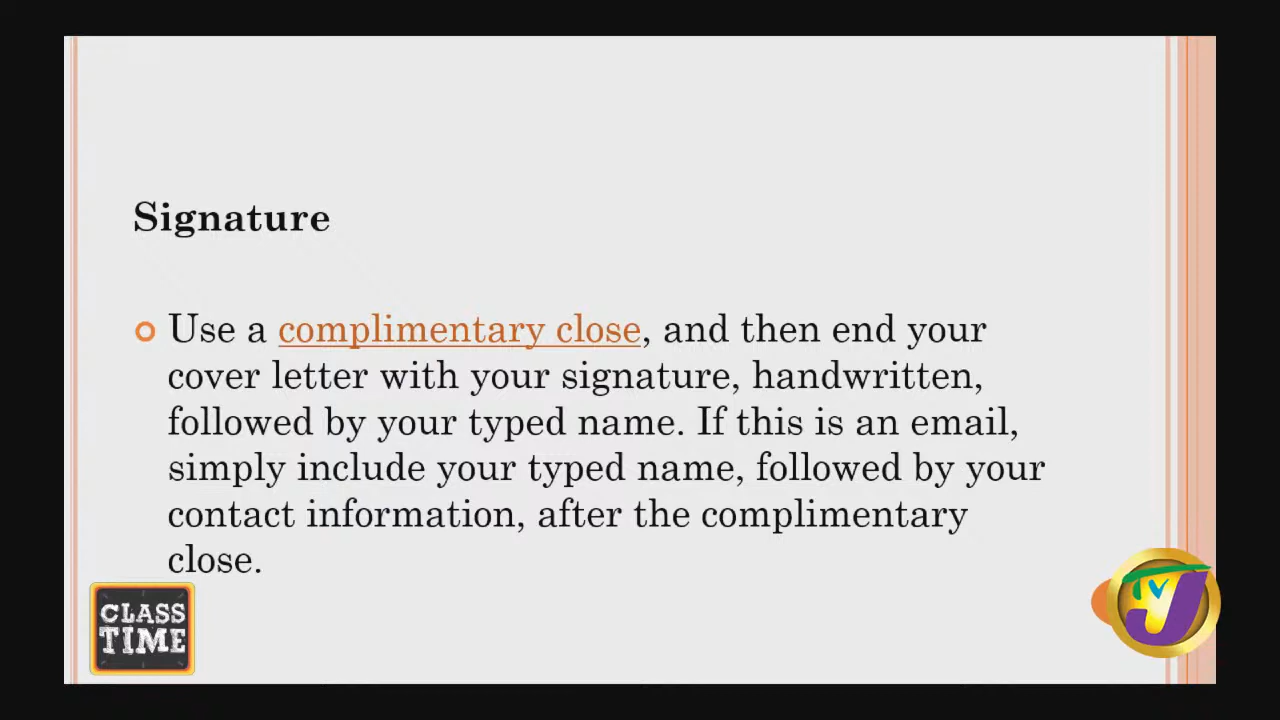 Signature
Use a complimentary close, and then end your
cover letter with your signature, handwritten,
followed by your typed name. If this is an email,
simply include your typed name, followed by your
contact information, after the complimentary
close.
CLASS
TIME
TVJ